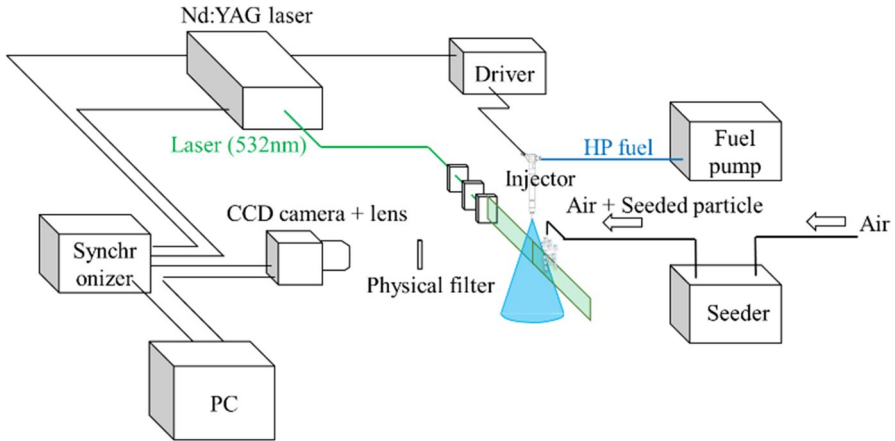 Nd:YAG laser
Driver
Laser (532nm)
HP fuel
Fuel
pump
Injector
CCD camera + lens
Air + Seeded particle
Air
Synchr
onizer
Physical filter
Seeder
PC